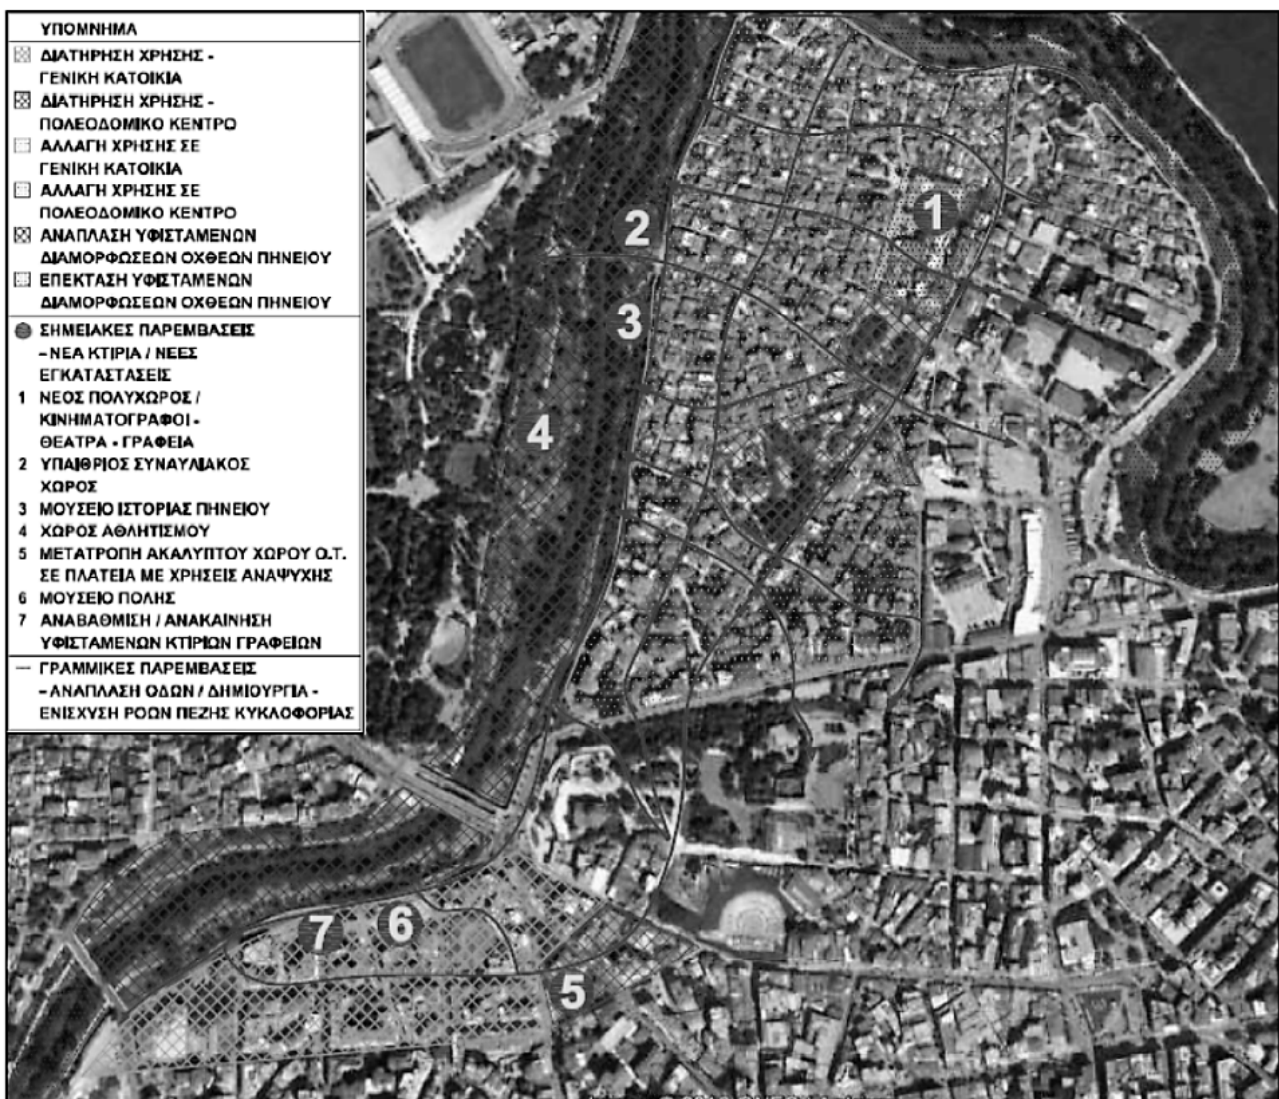 ΥΠΟΜΝΗΜΑ
ΔΙΑΤΗΡΗΣΗ ΧΡΗΣΗΣ -
ΓΕΝΙΚΗ ΚΑΤΟΙΚΙΑ
ΔΙΑΤΗΡΗΣΗ ΧΡΗΣΗΣ -
ΠΟΛΕΟΔΟΜΙΚΟ ΚΕΝΤΡΟ
ΑΛΛΑΓΗ ΧΡΗΣΗΣ ΣΕ
ΓΕΝΙΚΗ ΚΑΤΟΙΚΙΑ
ΑΛΛΑΓΗ ΧΡΗΣΗΣ ΣΕ
ΠΟΛΕΟΔΟΜΙΚΟ ΚΕΝΤΡΟ
ΑΝΑΠΛΑΣΗ ΥΦΙΣΤΑΜΕΝΩΝ
ΔΙΑΜΟΡΦΩΣΕΩΝ ΟΧΘΕΩΝ ΠΗΝΕΙΟΥ
ΕΠΕΚΤΑΣΗ ΥΦΙΣΤΑΜΕΝΩΝ
ΔΙΑΜΟΡΦΩΣΕΩΝ ΟΧΘΕΩΝ ΠΗΝΕΙΟΥ
ΣΗΜΕΙΑΚΕΣ ΠΑΡΕΜΒΑΣΕΙΣ
- ΝΕΑ ΚΤΙΡΙΑ / ΝΕΕΣ
ΕΓΚΑΤΑΣΤΑΣΕΙΣ
1 ΝΕΟΣ ΠΟΛΥΧΩΡΟΣ /
ΚΙΝΗΜΑΤΟΓΡΑΦΟΙ -
ΘΕΑΤΡΑ - ΓΡΑΦΕΙΑ
2 ΥΠΑΙΘΡΙΟΣ ΣΥΝΑΥΛΙΑΚΟΣ
ΧΩΡΟΣ
3 ΜΟΥΣΕΙΟ ΙΣΤΟΡΙΑΣ ΠΗΝΕΙΟΥ
4 ΧΩΡΟΣ ΑΘΛΗΤΙΣΜΟΥ
5 ΜΕΤΑΤΡΟΠΗ ΑΚΑΛΥΠΤΟΥ ΧΩΡΟΥ Ο.Τ.
ΣΕ ΠΛΑΤΕΙΑ ΜΕ ΧΡΗΣΕΙΣ ΑΝΑΨΥΧΗΣ
6 ΜΟΥΣΕΙΟ ΠΟΛΗΣ
7 ΑΝΑΒΑΘΜΙΣΗ / ΑΝΑΚΑΙΝΗΣΗ
ΥΦΙΣΤΑΜΕΝΩΝ ΚΤΙΡΙΩΝ ΓΡΑΦΕΙΩΝ
ΓΡΑΜΜΙΚΕΣ ΠΑΡΕΜΒΑΣΕΙΣ
- ΑΝΑΠΛΑΣΗ ΟΔΩΝ / ΔΗΜΙΟΥΡΓΙΑ -
ΕΝΙΣΧΥΣΗ ΡΟΩΝ ΠΕΖΗΣ ΚΥΚΛΟΦΟΡΙΑΣ
1
2
3
4
7
6
5